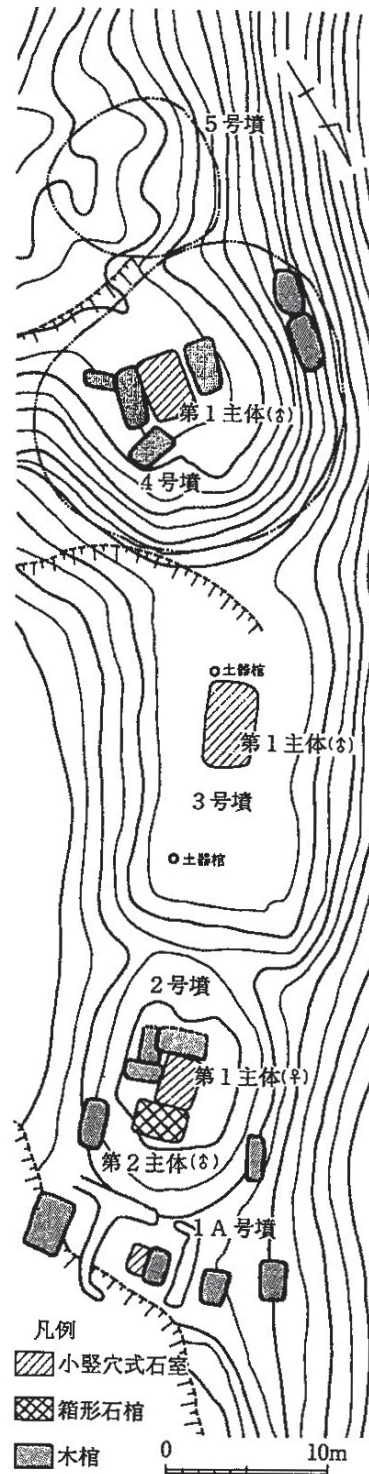 5号墳
第1主体(♂)
4号墳
土器棺
第1主体(♂)
3号墳
土器棺
2号墳
第1主体(♀)
第2主体(♂)
1A号墳
凡例
小竪穴式石室
箱形石棺
木棺
0 10m